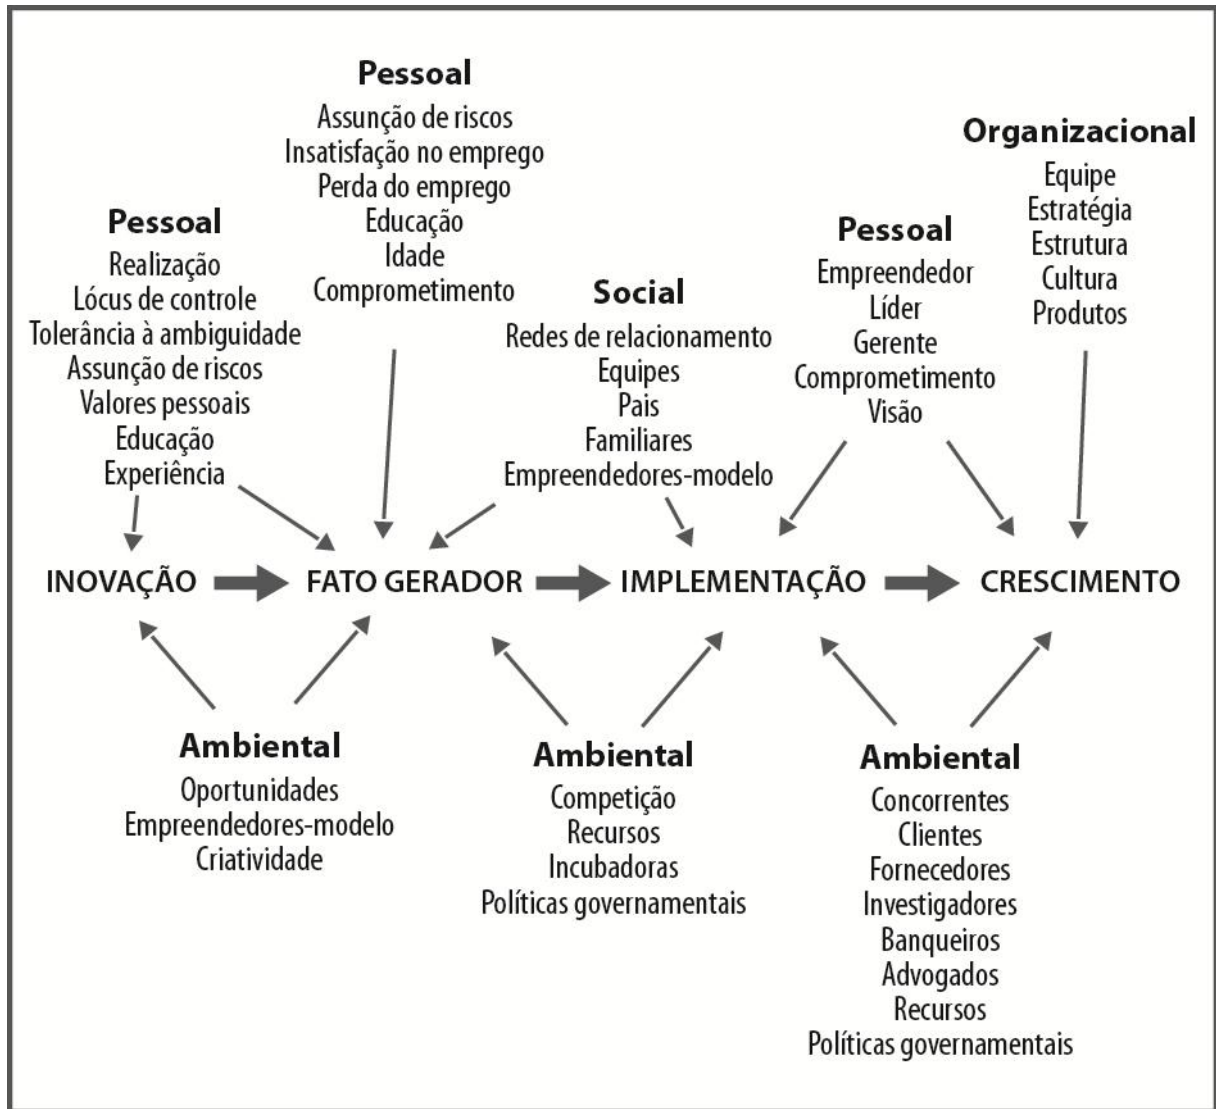 Pessoal
Realização
Lócus de controle
Tolerância à ambiguidade
Assunção de riscos
Valores pessoais
Educação
Experiência
Pessoal
Assunção de riscos
Insatisfação no emprego
Perda do emprego
Educação
Idade
Comprometimento
Social
Redes de relacionamento
Equipes
Pais
Familiares
Empreendedores-modelo
Pessoal
Empreendedor
Líder
Gerente
Comprometimento
Visão
Organizacional
Equipe
Estratégia
Estrutura
Cultura
Produtos
INOVAÇÃO
FATO GERADOR
IMPLEMENTAÇÃO
CRESCIMENTO
Ambiental
Oportunidades
Empreendedores-modelo
Criatividade
Ambiental
Competição
Recursos
Incubadoras
Políticas governamentais
Ambiental
Concorrentes
Clientes
Fornecedores
Investigadores
Banqueiros
Advogados
Recursos
Políticas governamentais